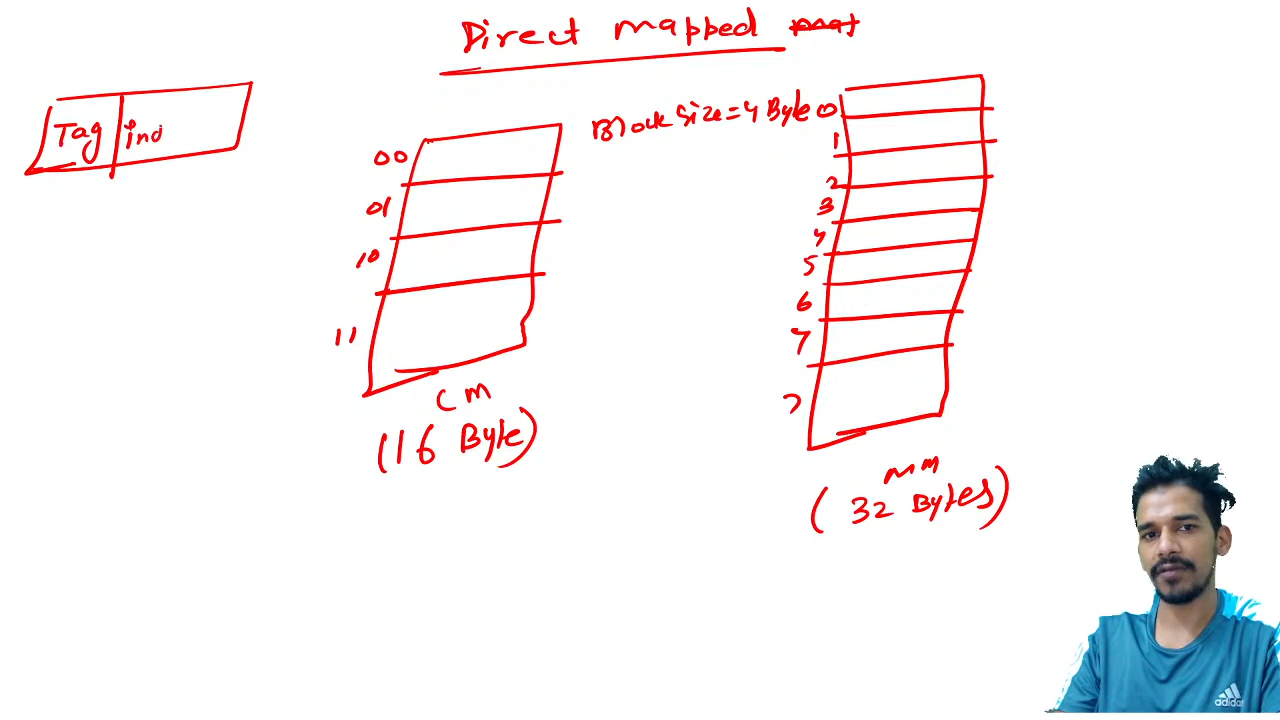 Direct mapped
Tag ind
Block Size = 4 Byte
00
01
10
11
0
1
2
3
4
5
6
7
CM
(16 Byte)
MM
(32 Bytes)
adidas